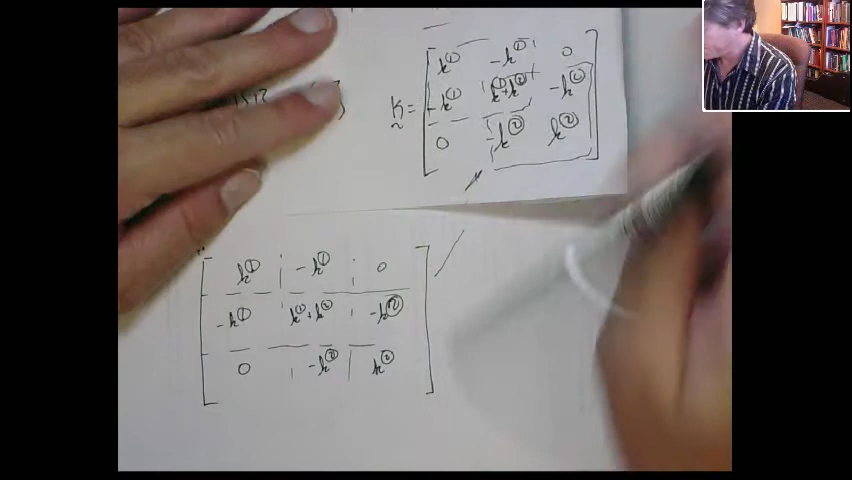 k① -k① 0
K = -k① k①+k② -k②
0 -k② k②
k① -k① 0
-k① k①+k② -k②
0 -k② k②